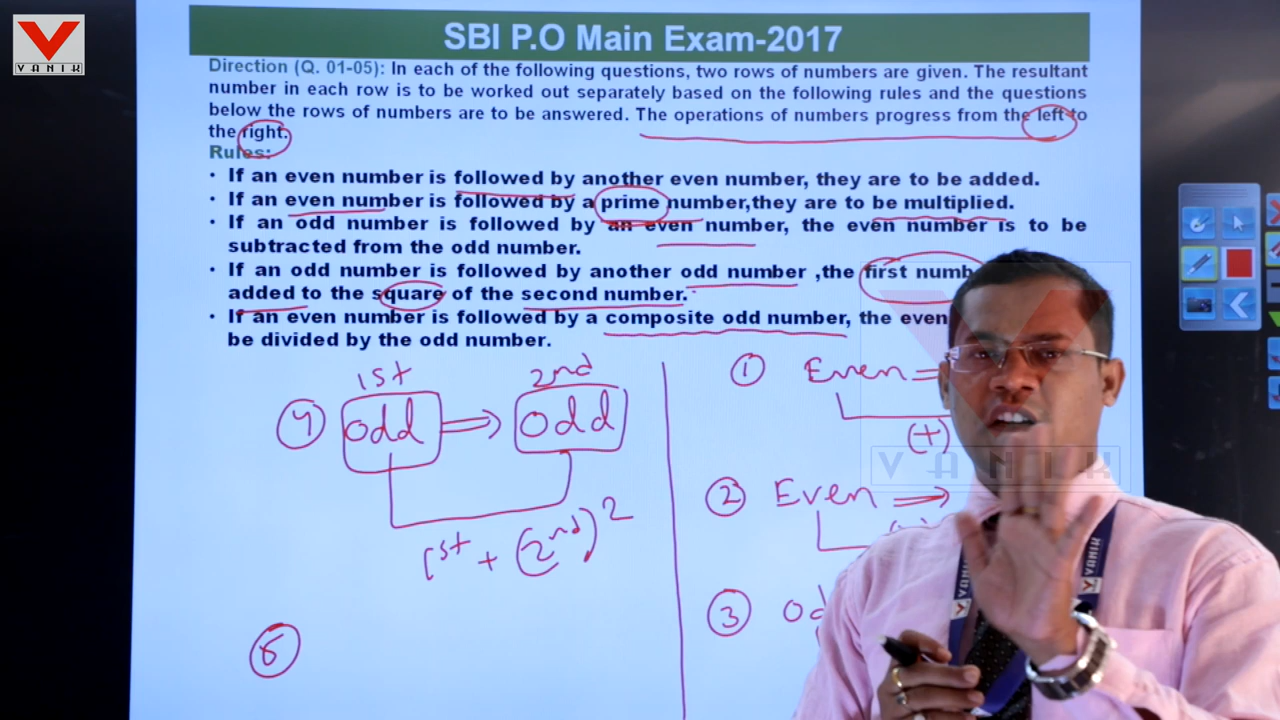 VANIK
SBI P.O Main Exam-2017
Direction (Q. 01-05): In each of the following questions, two rows of numbers are given. The resultant
number in each row is to be worked out separately based on the following rules and the questions
below the rows of numbers are to be answered. The operations of numbers progress from the left to
the right.
Rules:
• If an even number is followed by another even number, they are to be added.
• If an even number is followed by a prime number,they are to be multiplied.
• If an odd number is followed by an even number, the even number is to be
subtracted from the odd number.
• If an odd number is followed by another odd number ,the first numb
added to the square of the second number.
• If an even number is followed by a composite odd number, the even
be divided by the odd number.
1st 2nd
4 odd ⇒ Odd
1st + (2nd)2
5
1 Even =
(+)
2 Even ⇒
3 Od
VANIK
VANIK
VANIK